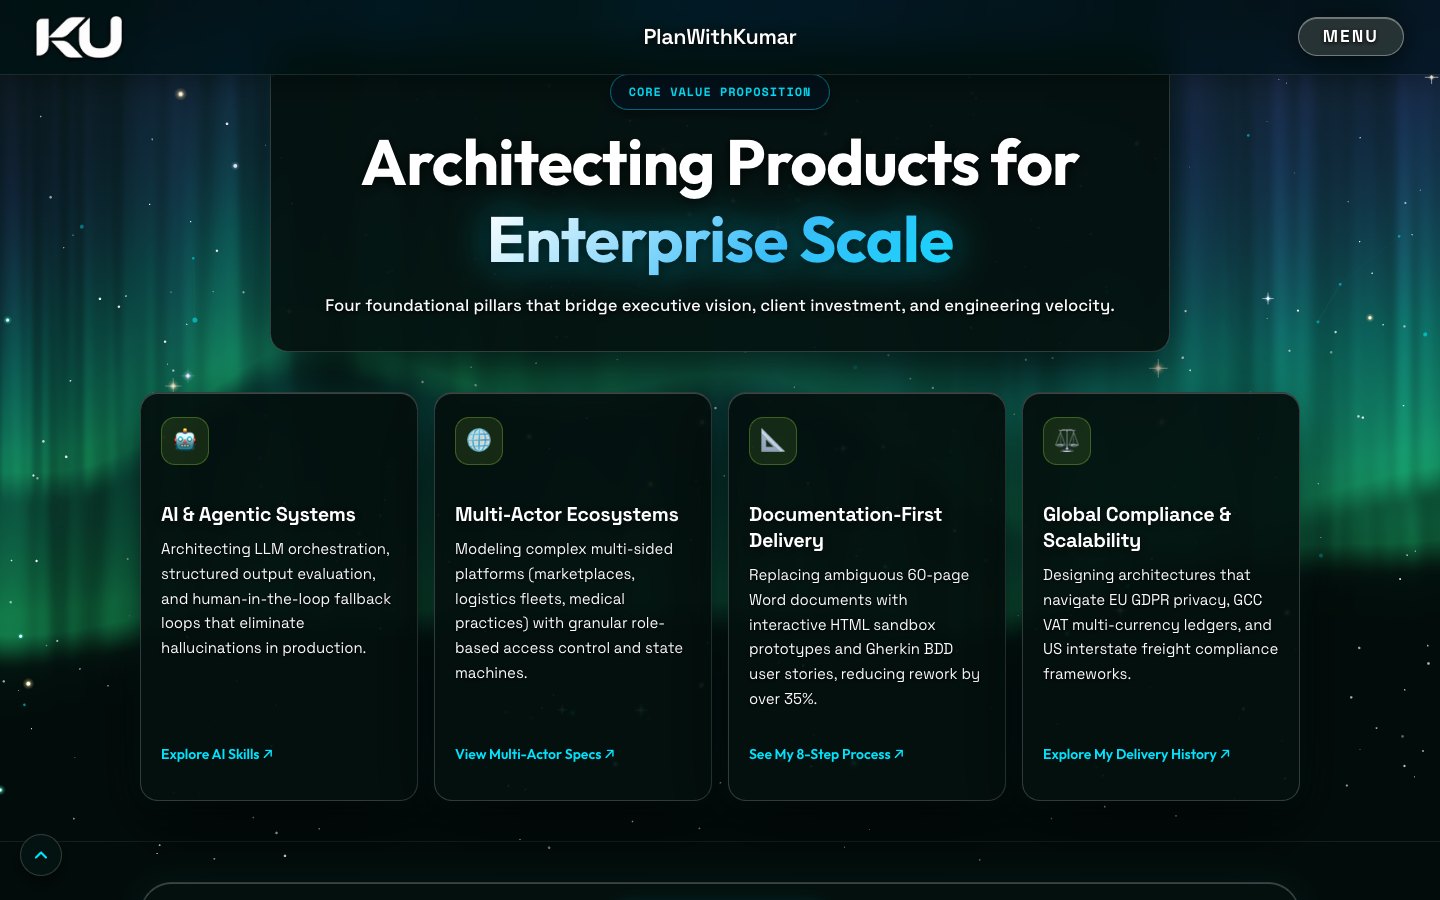 KU
PlanWithKumar
MENU
CORE VALUE PROPOSITION
Architecting Products for
Enterprise Scale
Four foundational pillars that bridge executive vision, client investment, and engineering velocity.
AI & Agentic Systems
Architecting LLM orchestration,
structured output evaluation,
and human-in-the-loop fallback
loops that eliminate
hallucinations in production.
Explore AI Skills ↗
Multi-Actor Ecosystems
Modeling complex multi-sided
platforms (marketplaces,
logistics fleets, medical
practices) with granular role-
based access control and state
machines.
View Multi-Actor Specs ↗
Documentation-First
Delivery
Replacing ambiguous 60-page
Word documents with
interactive HTML sandbox
prototypes and Gherkin BDD
user stories, reducing rework by
over 35%.
See My 8-Step Process ↗
Global Compliance &
Scalability
Designing architectures that
navigate EU GDPR privacy, GCC
VAT multi-currency ledgers, and
US interstate freight compliance
frameworks.
Explore My Delivery History ↗